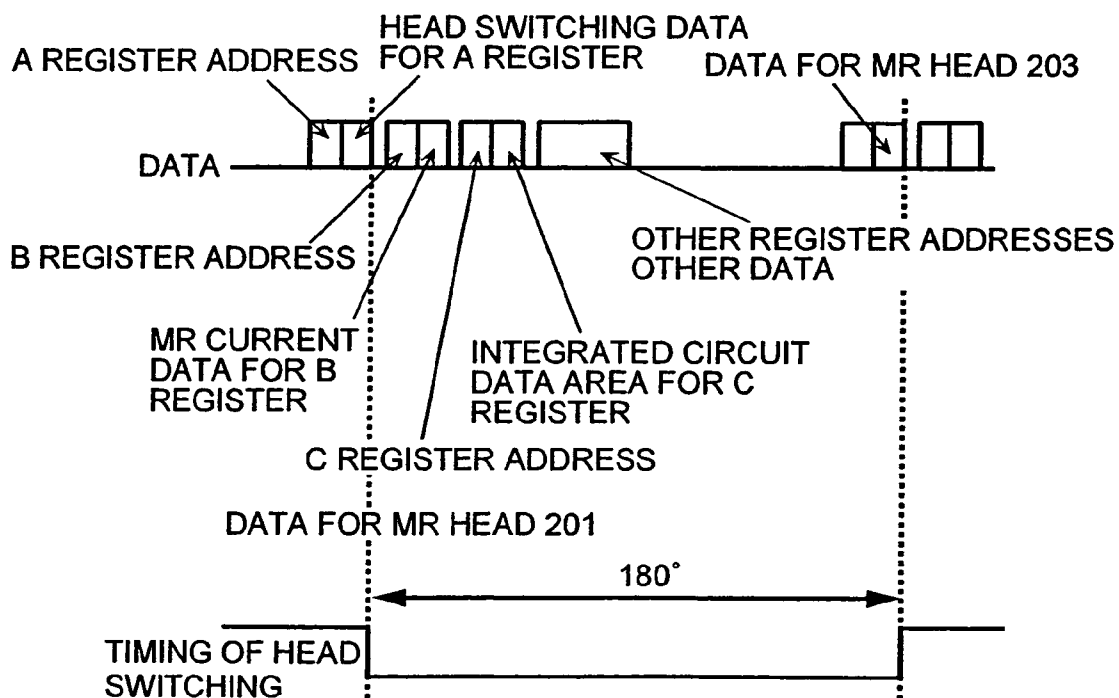 HEAD SWITCHING DATA
FOR A REGISTER
A REGISTER ADDRESS
DATA FOR MR HEAD 203
DATA
B REGISTER ADDRESS
OTHER REGISTER ADDRESSES
OTHER DATA
MR CURRENT
DATA FOR B
REGISTER
INTEGRATED CIRCUIT
DATA AREA FOR C
REGISTER
C REGISTER ADDRESS
DATA FOR MR HEAD 201
180°
TIMING OF HEAD
SWITCHING